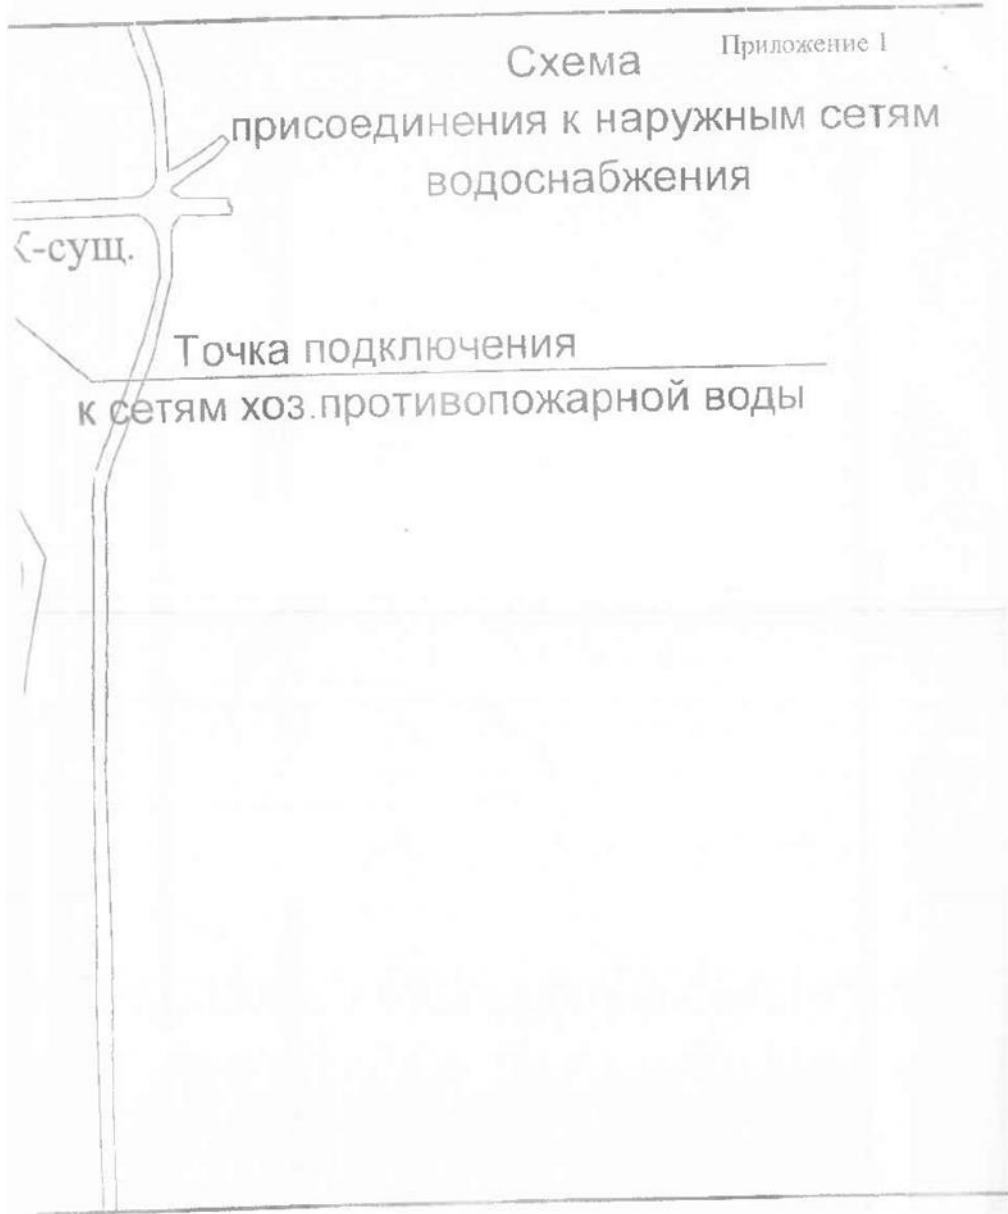 Приложение 1
Схема
присоединения к наружным сетям
водоснабжения
К-сущ.
Точка подключения
к сетям хоз.противопожарной воды